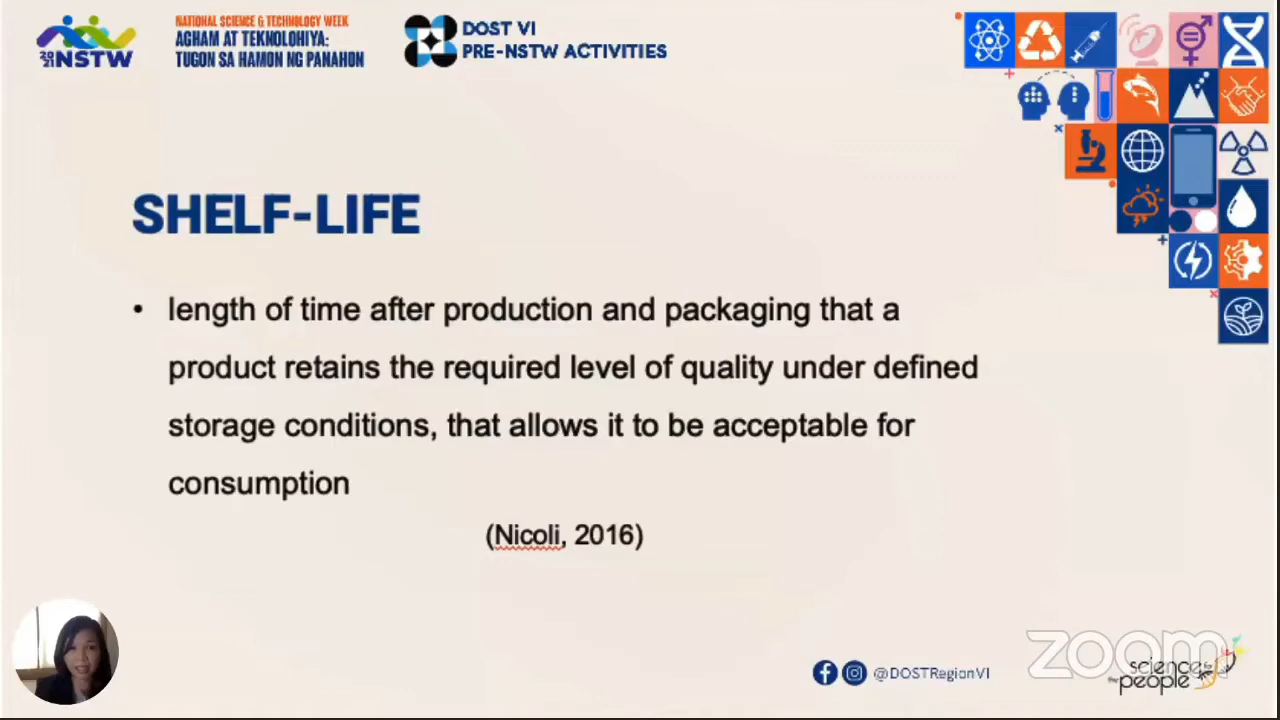 2021 NSTW
NATIONAL SCIENCE & TECHNOLOGY WEEK
AGHAM AT TEKNOLOHIYA:
TUGON SA HAMON NG PANAHON
DOST VI
PRE-NSTW ACTIVITIES
SHELF-LIFE
• length of time after production and packaging that a
product retains the required level of quality under defined
storage conditions, that allows it to be acceptable for
consumption
(Nicoli, 2016)
@DOSTRegionVI
zoom
science
for the people